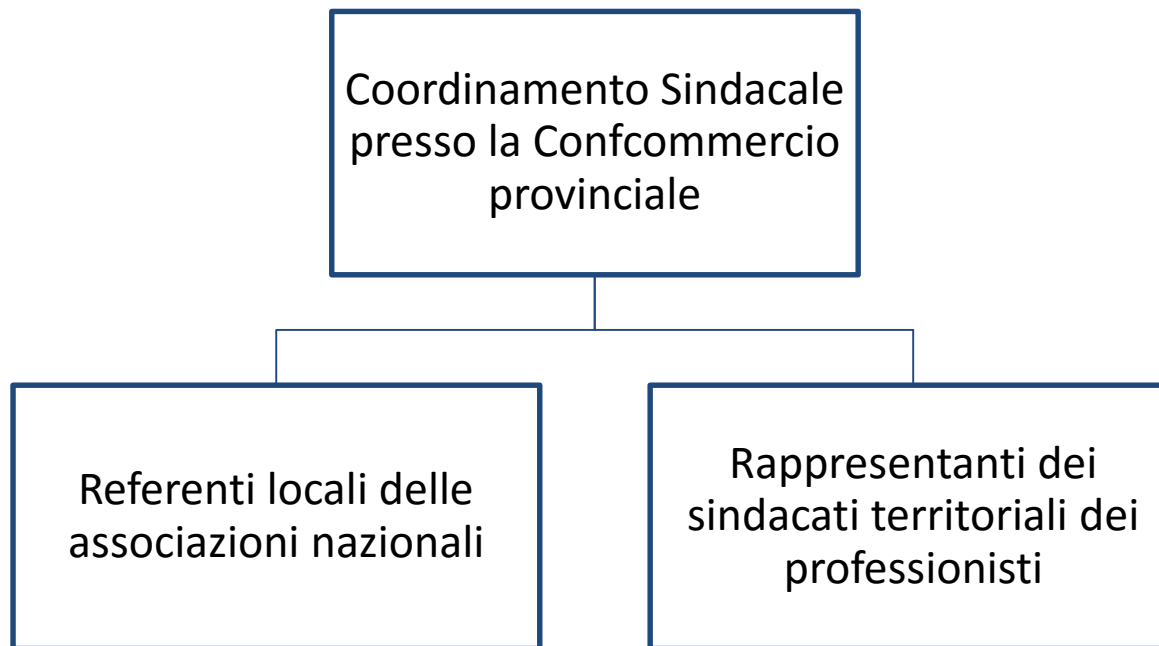 Coordinamento Sindacale
presso la Confcommercio
provinciale
Referenti locali delle
associazioni nazionali
Rappresentanti dei
sindacati territoriali dei
professionisti